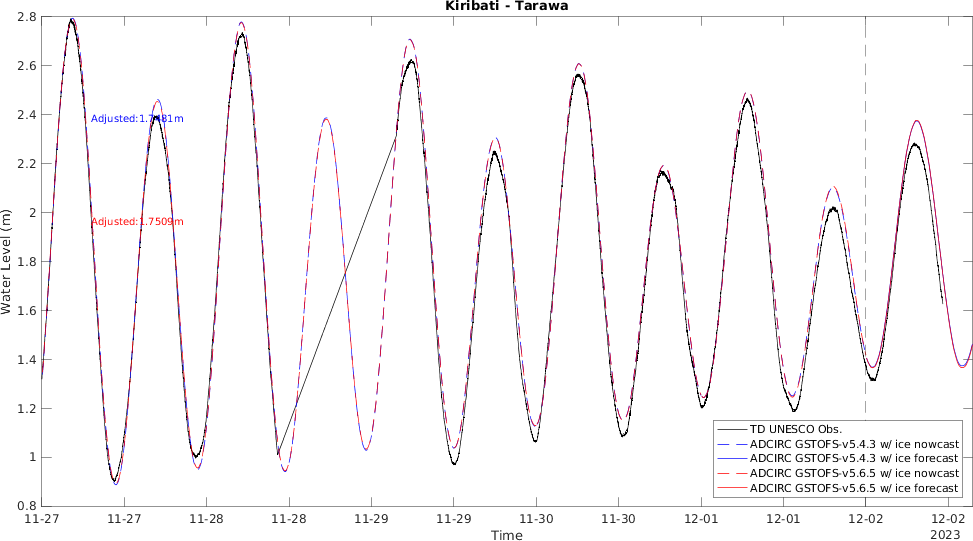 Kiribati - Tarawa
2.8
2.6
2.4
2.2
2
1.8
1.6
1.4
1.2
1
0.8
Water Level (m)
Adjusted:1.7481m
Adjusted:1.7509m
TD UNESCO Obs.
ADCIRC GSTOFS-v5.4.3 w/ ice nowcast
ADCIRC GSTOFS-v5.4.3 w/ ice forecast
ADCIRC GSTOFS-v5.6.5 w/ ice nowcast
ADCIRC GSTOFS-v5.6.5 w/ ice forecast
11-27 11-27 11-28 11-28 11-29 11-29 11-30 11-30 12-01 12-01 12-02 12-02
2023
Time